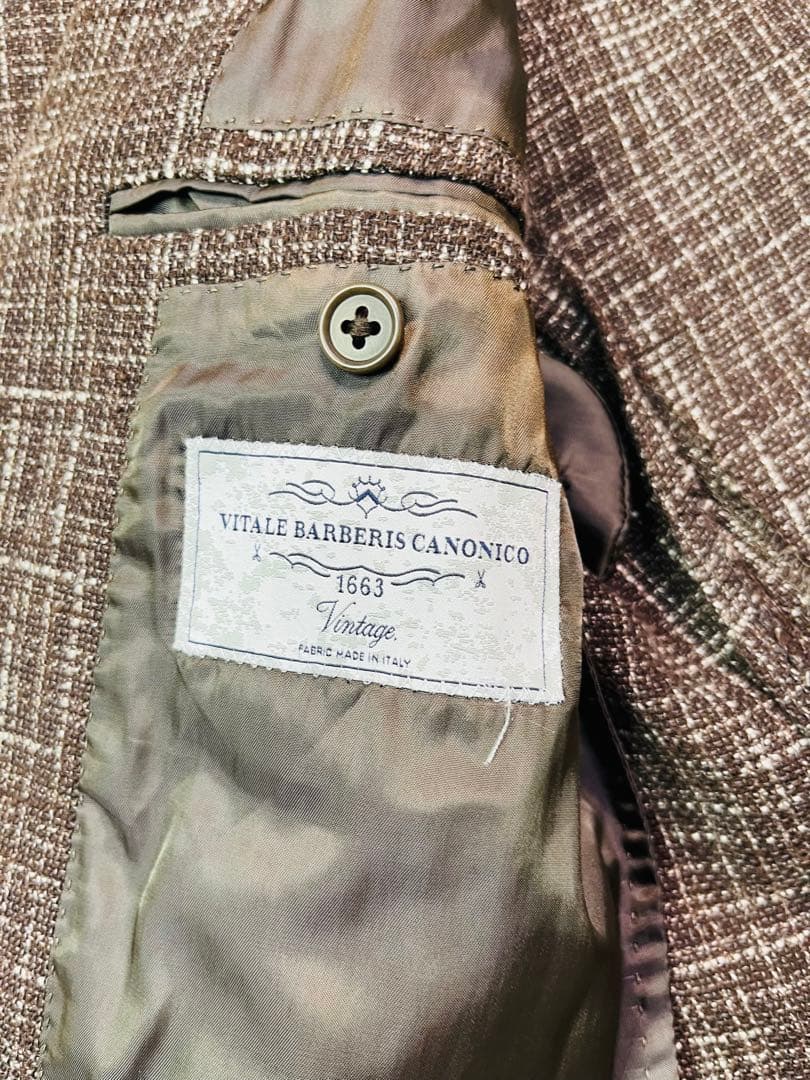 VITALE BARBERIS CANONICO
1663
Vintage.
FABRIC MADE IN ITALY